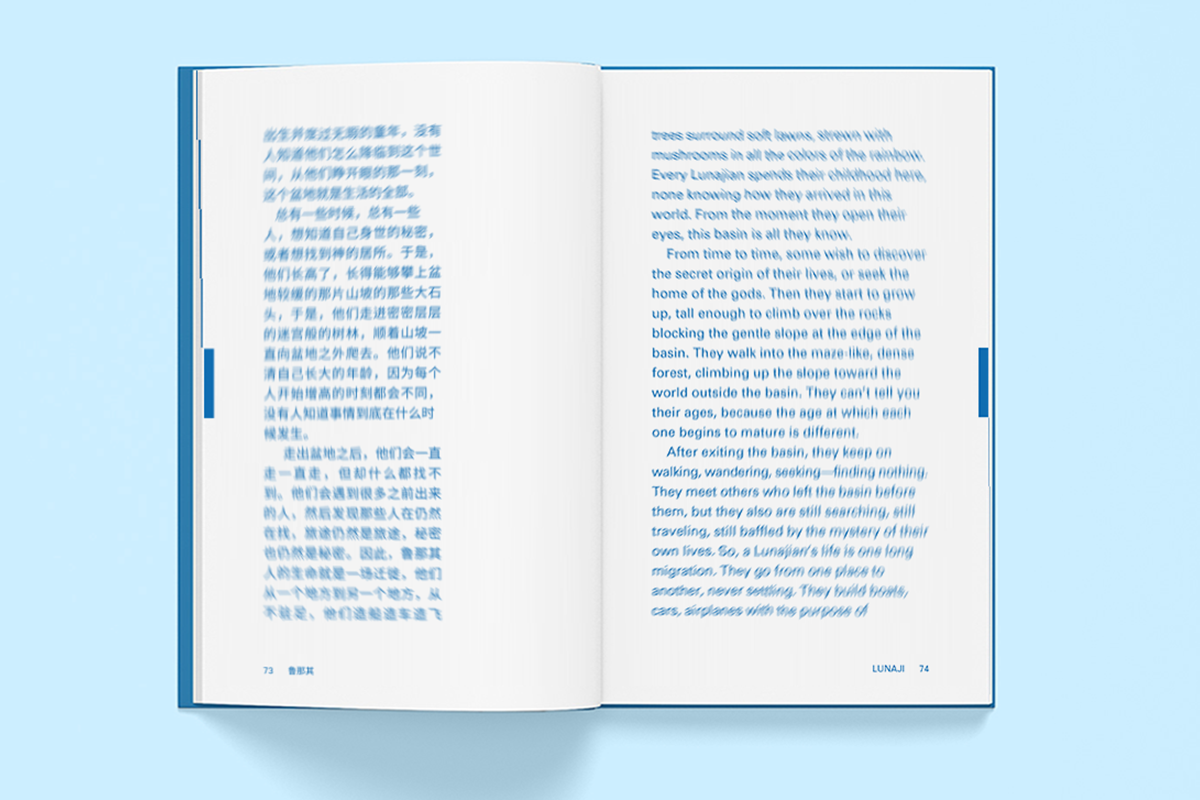 出生并度过无瑕的童年，没有
人知道他们怎么降临到这个世
间，从他们睁开眼的那一刻，
这个盆地就是生活的全部。
总有一些时候，总有一些
人，想知道自己身世的秘密，
或者想找到神的居所。于是，
他们长高了，长得能够攀上盆
地较缓的那片山坡的那些大石
头，于是，他们走进密密层层
的迷宫般的树林，顺着山坡一
直向盆地之外爬去。他们说不
清自己长大的年龄，因为每个
人开始增高的时刻都会不同，
没有人知道事情到底在什么时
候发生。
走出盆地之后，他们会一直
走一直走，但却什么都找不
到。他们会遇到很多之前出来
的人，然后发现那些人在仍然
在找，旅途仍然是旅途，秘密
也仍然是秘密。因此，鲁那其
人的生命就是一场迁徙，他们
从一个地方到另一个地方，从
不驻足，他们造船造车造飞
73 鲁那其
trees surround soft lawns, strewn with
mushrooms in all the colors of the rainbow.
Every Lunajian spends their childhood here,
none knowing how they arrived in this
world. From the moment they open their
eyes, this basin is all they know.
From time to time, some wish to discover
the secret origin of their lives, or seek the
home of the gods. Then they start to grow
up, tall enough to climb over the rocks
blocking the gentle slope at the edge of the
basin. They walk into the maze-like, dense
forest, climbing up the slope toward the
world outside the basin. They can't tell you
their ages, because the age at which each
one begins to mature is different.
After exiting the basin, they keep on
walking, wandering, seeking—finding nothing.
They meet others who left the basin before
them, but they also are still searching, still
traveling, still baffled by the mystery of their
own lives. So, a Lunajian's life is one long
migration. They go from one place to
another, never settling. They build boats,
cars, airplanes with the purpose of
LUNAJI 74